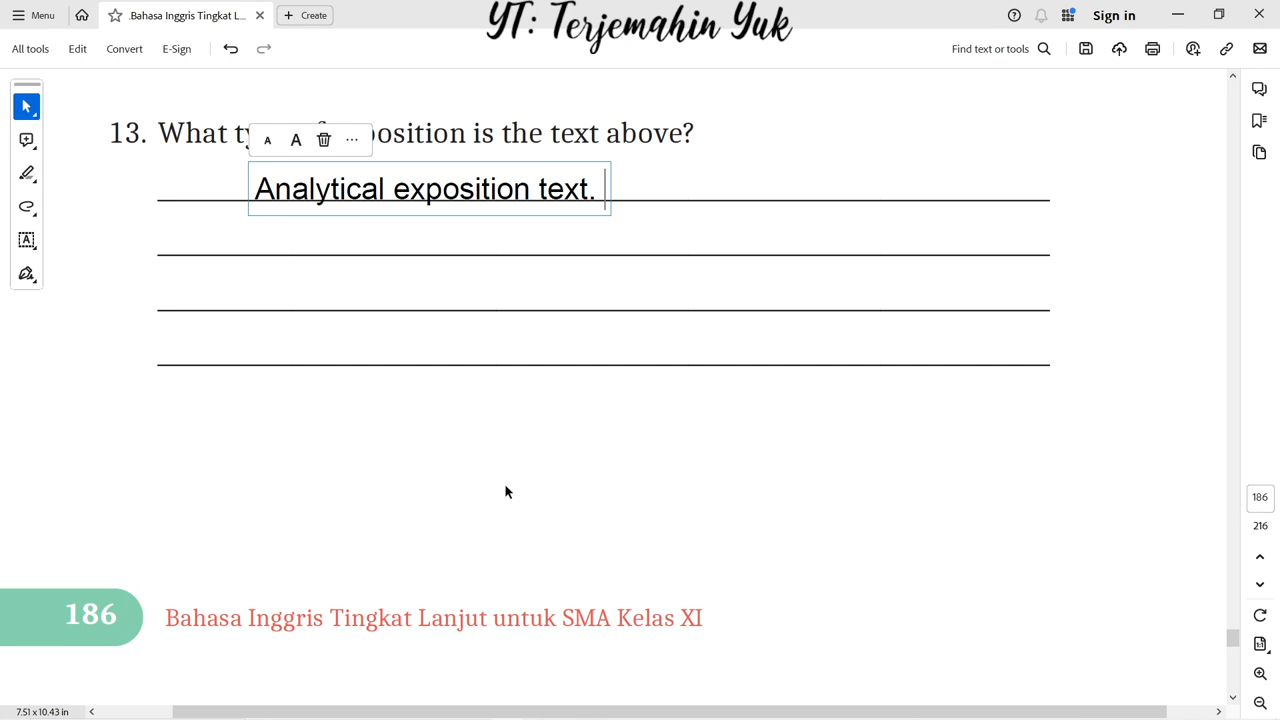 Menu
.Bahasa Inggris Tingkat L...
Create
YT: Terjemahin Yuk
Sign in
All tools
Edit
Convert
E-Sign
Find text or tools
13. What ty
position is the text above?
A A ...
Analytical exposition text.
186
216
186
Bahasa Inggris Tingkat Lanjut untuk SMA Kelas XI
7.51 x 10.43 in